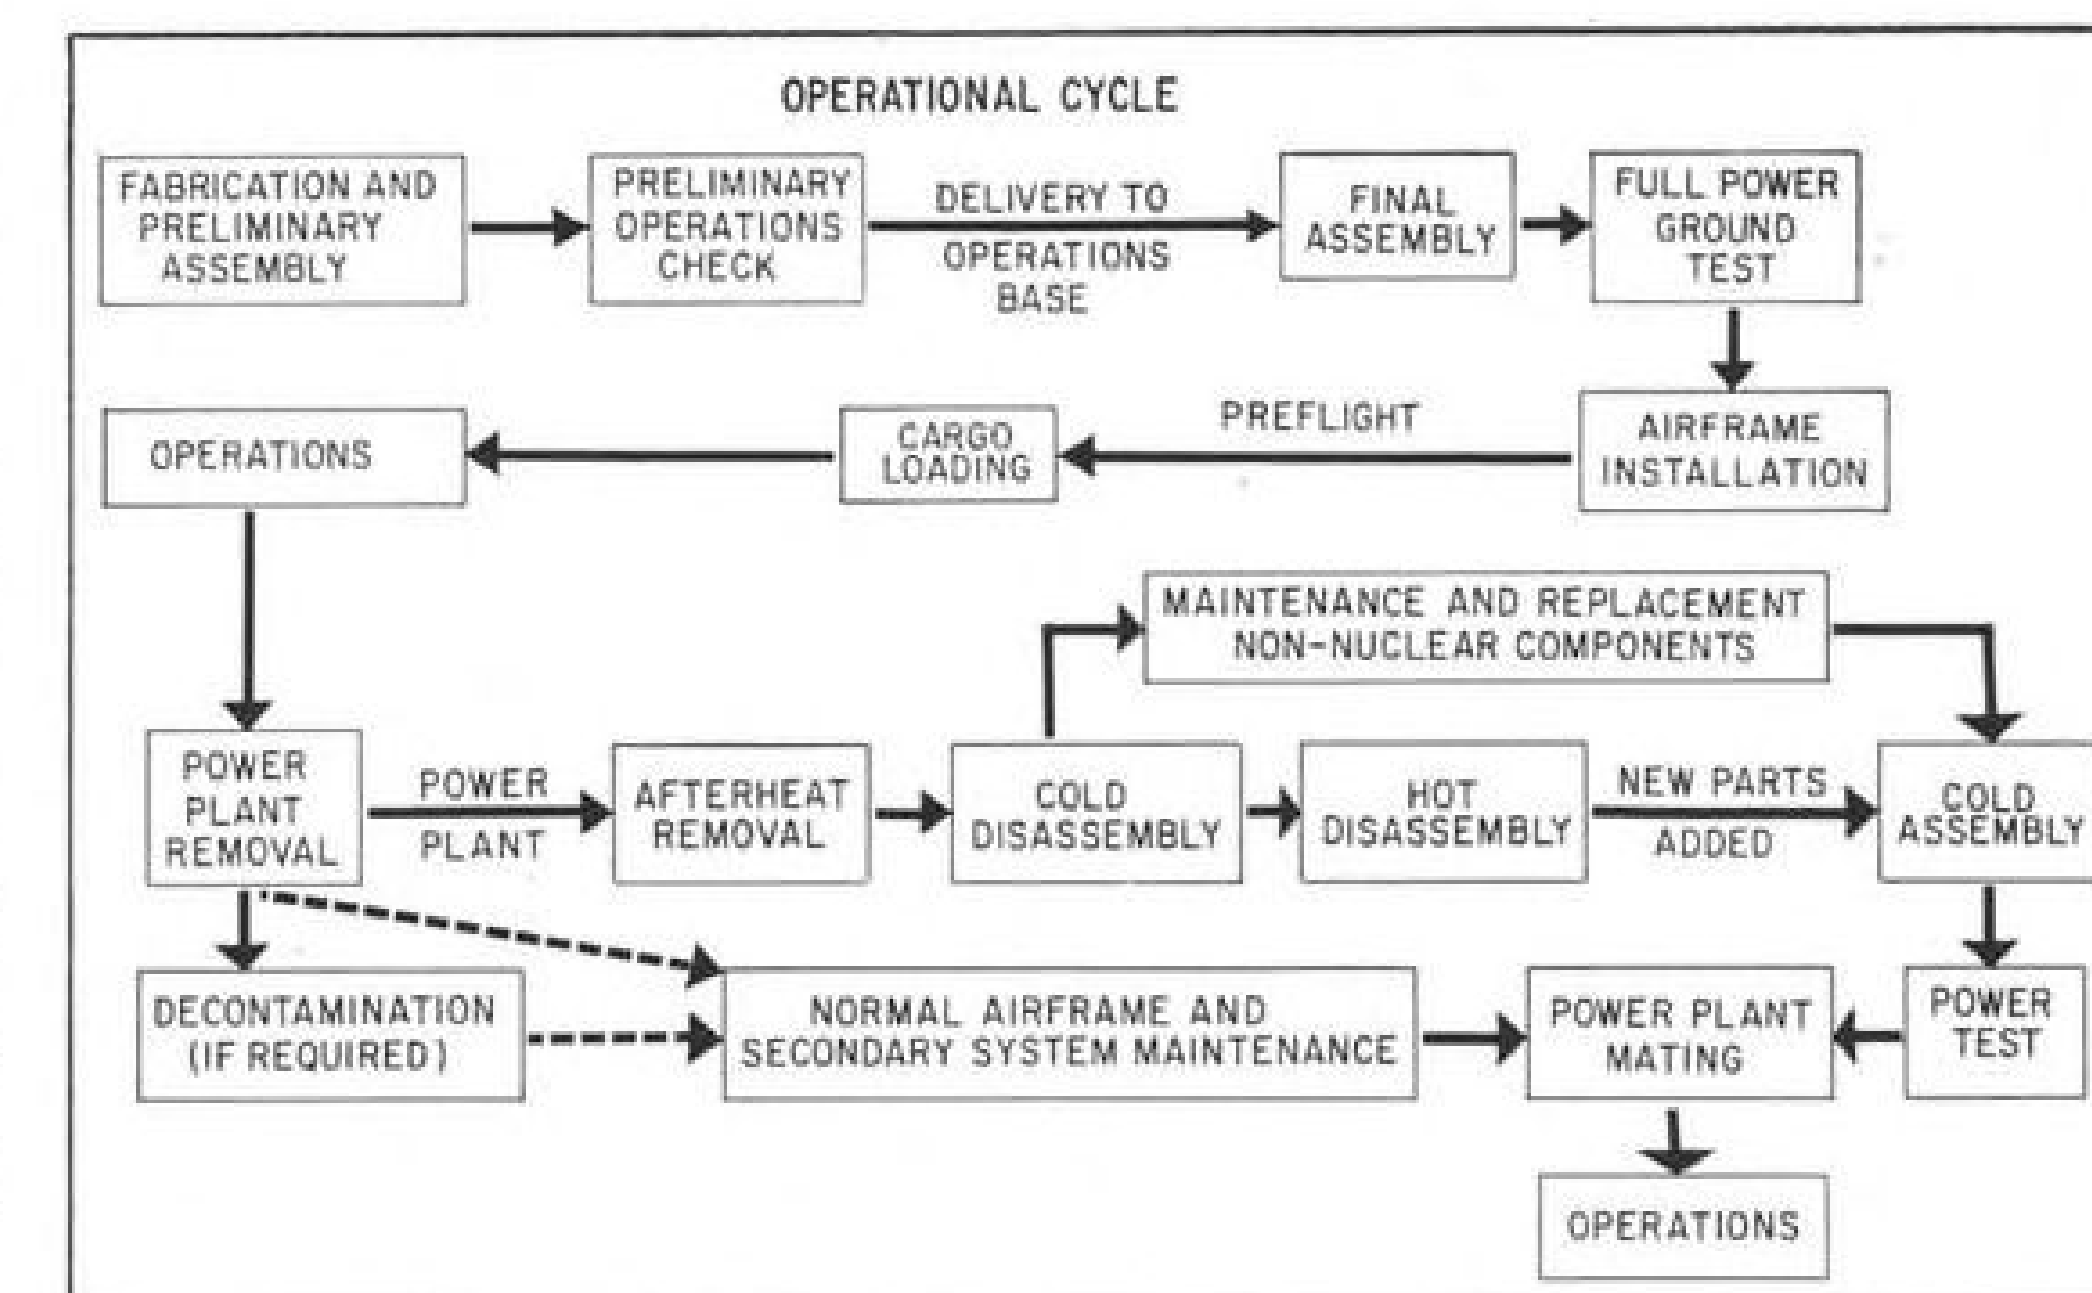 OPERATIONAL CYCLE
FABRICATION AND
PRELIMINARY
ASSEMBLY
PRELIMINARY
OPERATIONS
CHECK
DELIVERY TO
OPERATIONS
BASE
FINAL
ASSEMBLY
FULL POWER
GROUND
TEST
OPERATIONS
CARGO
LOADING
PREFLIGHT
AIRFRAME
INSTALLATION
MAINTENANCE AND REPLACEMENT
NON-NUCLEAR COMPONENTS
POWER
PLANT
REMOVAL
POWER
PLANT
AFTERHEAT
REMOVAL
COLD
DISASSEMBLY
HOT
DISASSEMBLY
NEW PARTS
ADDED
COLD
ASSEMBLY
DECONTAMINATION
(IF REQUIRED)
NORMAL AIRFRAME AND
SECONDARY SYSTEM MAINTENANCE
POWER PLANT
MATING
POWER
TEST
OPERATIONS